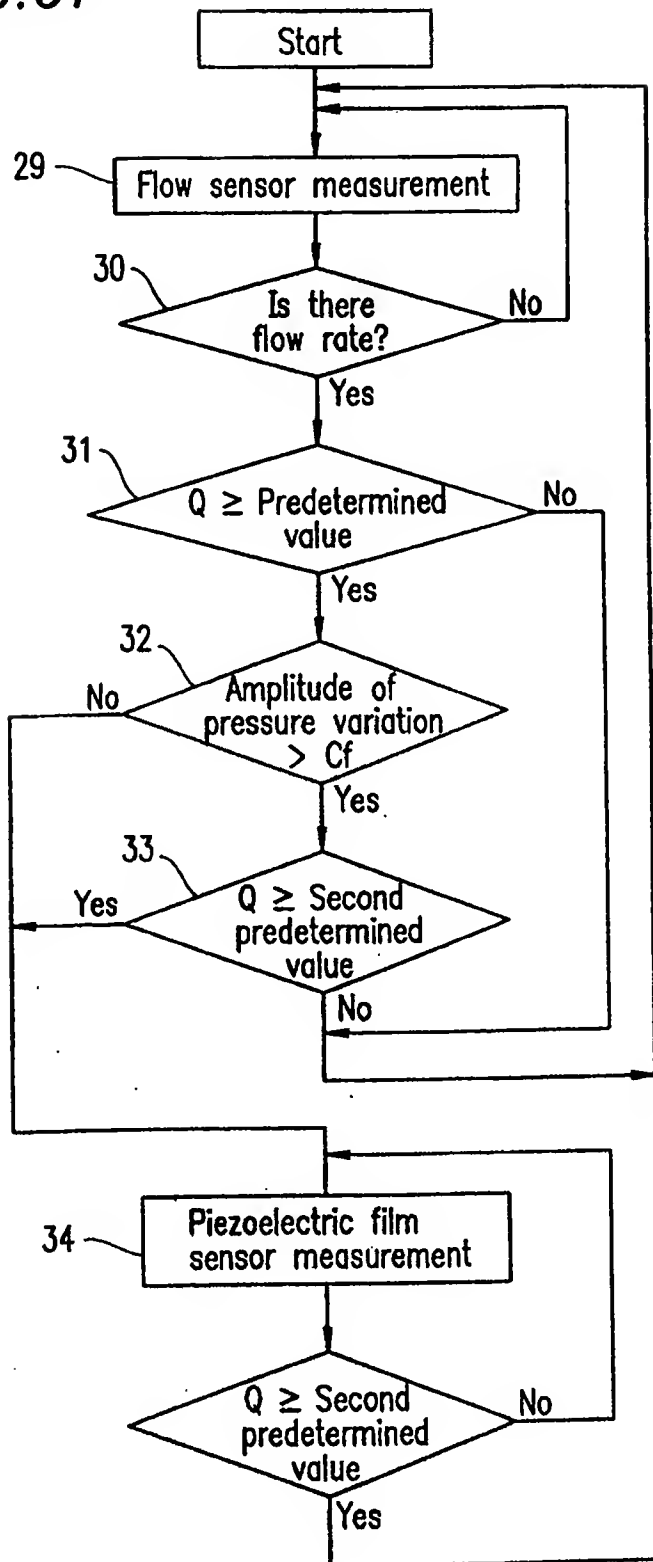 Start
29
Flow sensor measurement
30
Is there
flow rate?
No
Yes
31
Q ≥ Predetermined
value
No
Yes
32
No
Amplitude of
pressure variation
> Cf
Yes
33
Yes
Q ≥ Second
predetermined
value
No
34
Piezoelectric film
sensor measurement
Q ≥ Second
predetermined
value
No
Yes